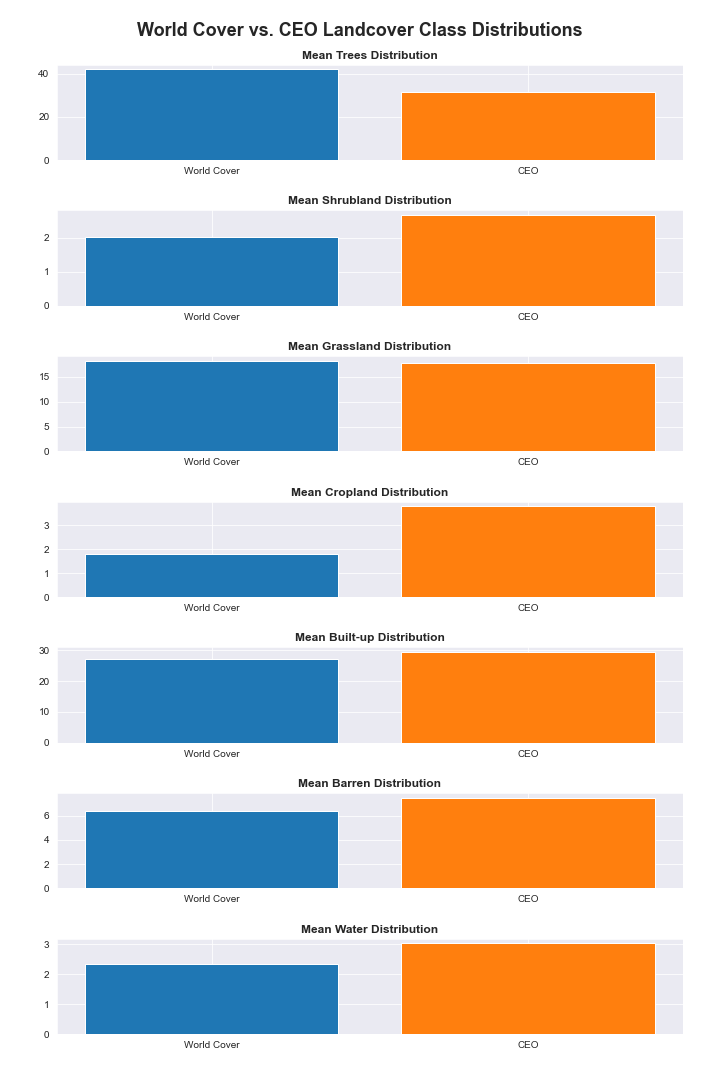 World Cover vs. CEO Landcover Class Distributions
Mean Trees Distribution
40
20
0
World Cover CEO
Mean Shrubland Distribution
2
1
0
World Cover CEO
Mean Grassland Distribution
15
10
5
0
World Cover CEO
Mean Cropland Distribution
3
2
1
0
World Cover CEO
Mean Built-up Distribution
30
20
10
0
World Cover CEO
Mean Barren Distribution
6
4
2
0
World Cover CEO
Mean Water Distribution
3
2
1
0
World Cover CEO